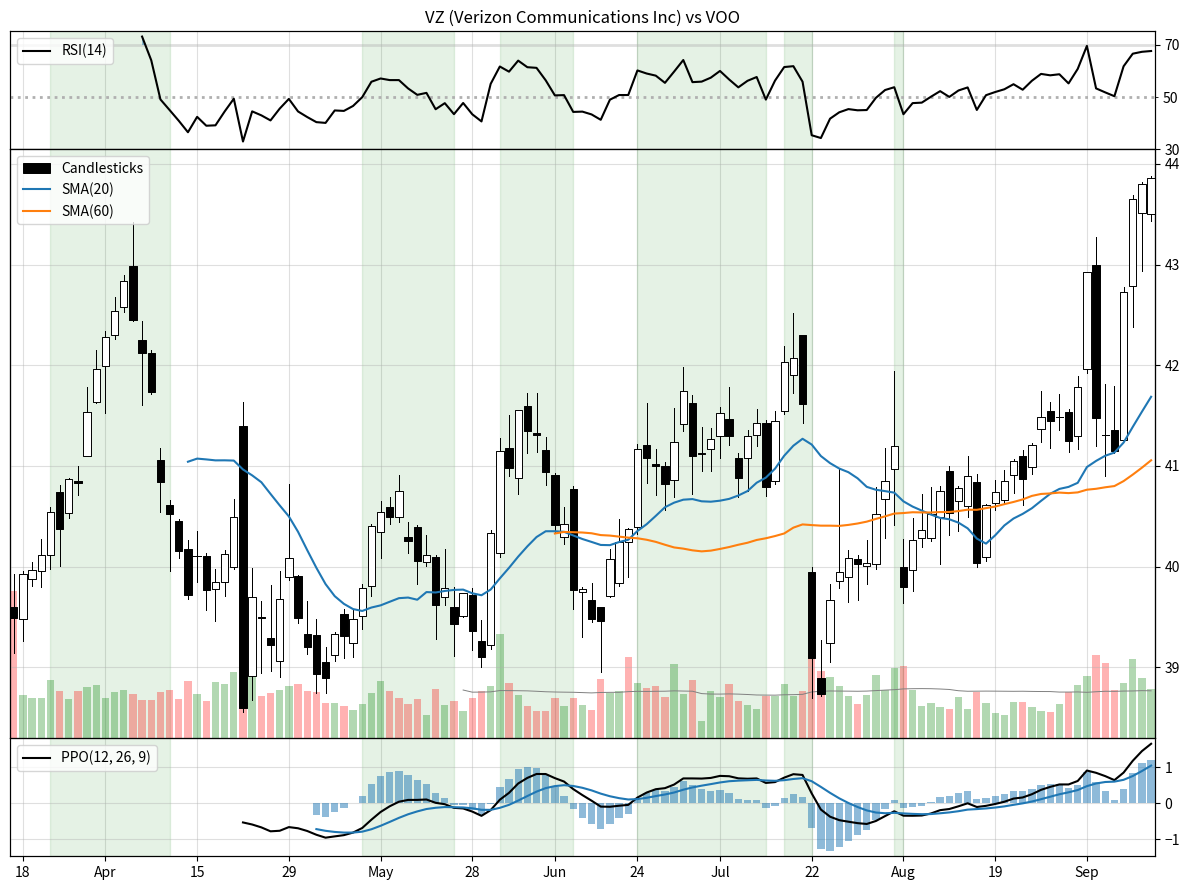 VZ (Verizon Communications Inc) vs VOO
RSI(14)
70
50
30
Candlesticks
SMA(20)
SMA(60)
44
43
42
41
40
39
PPO(12, 26, 9)
1
0
−1
18 Apr 15 29 May 28 Jun 24 Jul 22 Aug 19 Sep